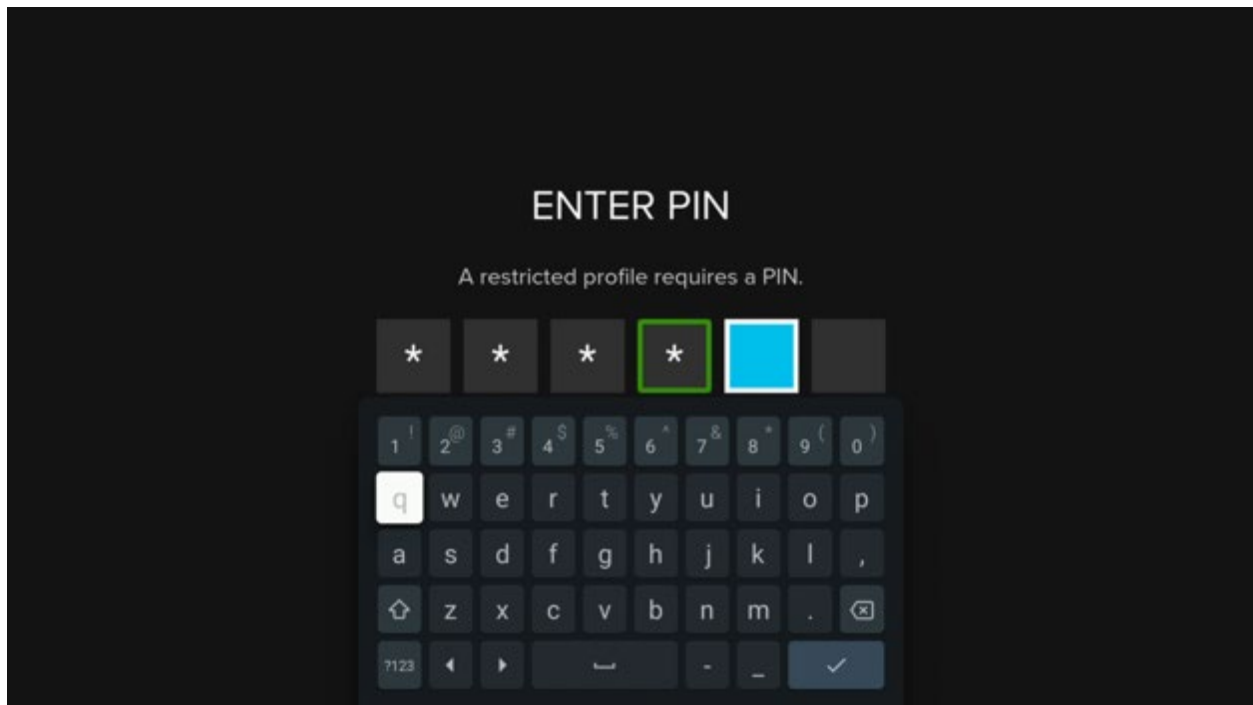 ENTER PIN
A restricted profile requires a PIN.
* * * *
1 ! 2 @ 3 # 4 $ 5 % 6 ^ 7 & 8 * 9 ( 0 )
q w e r t y u i o p
a s d f g h j k l ,
z x c v b n m .
?123 - _